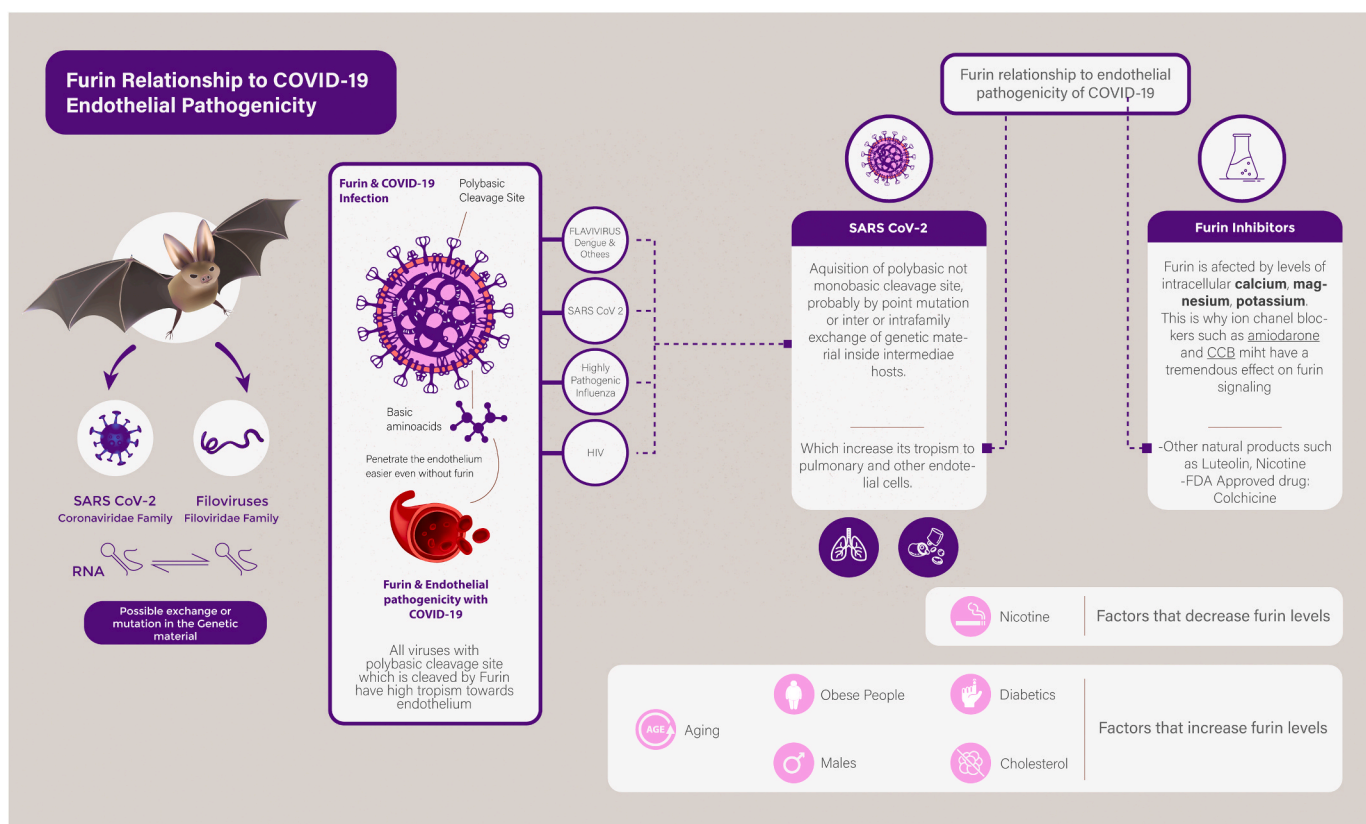 Furin Relationship to COVID-19
Endothelial Pathogenicity
SARS CoV-2
Coronaviridae Family
Filoviruses
Filoviridae Family
RNA
Possible exchange or
mutation in the Genetic
material
Furin & COVID-19
Infection
Polybasic
Cleavage Site
Basic
aminoacids
Penetrate the endothelium
easier even without furin
Furin & Endothelial
pathogenicity with
COVID-19
All viruses with
polybasic cleavage site
which is cleaved by Furin
have high tropism towards
endothelium
FLAVIVIRUS
Dengue &
Othees
SARS CoV 2
Highly
Pathogenic
Influenza
HIV
Furin relationship to endothelial
pathogenicity of COVID-19
SARS CoV-2
Aquisition of polybasic not
monobasic cleavage site,
probably by point mutation
or inter or intrafamily
exchange of genetic mate-
rial inside intermediae
hosts.
Which increase its tropism to
pulmonary and other endote-
lial cells.
Furin Inhibitors
Furin is afected by levels of
intracellular calcium, mag-
nesium, potassium.
This is why ion chanel bloc-
kers such as amiodarone
and CCB miht have a
tremendous effect on furin
signaling
-Other natural products such
as Luteolin, Nicotine
-FDA Approved drug:
Colchicine
Nicotine
Factors that decrease furin levels
AGE
Aging
Obese People
Diabetics
Males
Cholesterol
Factors that increase furin levels